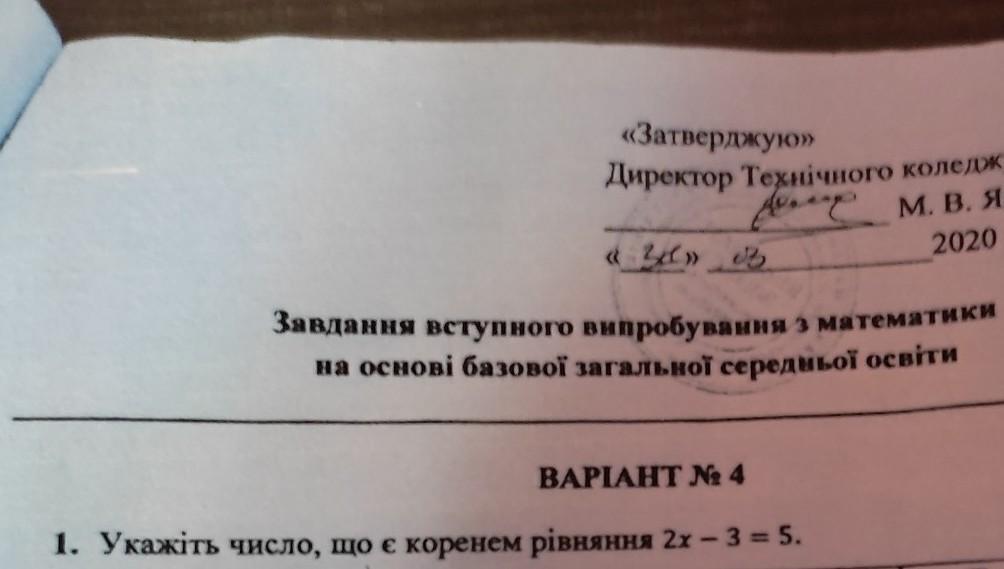 «Затверджую»
Директор Технічного коледж
М. В. Я
« » 03 2020
Завдання вступного випробування з математики
на основі базової загальної середньої освіти
ВАРІАНТ № 4
1. Укажіть число, що є коренем рівняння 2x – 3 = 5.